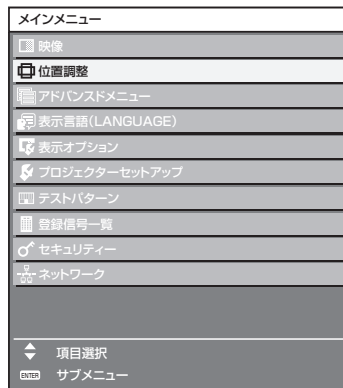 メインメニュー
映像
位置調整
アドバンスドメニュー
表示言語(LANGUAGE)
表示オプション
プロジェクターセットアップ
テストパターン
登録信号一覧
セキュリティー
ネットワーク
項目選択
ENTER サブメニュー